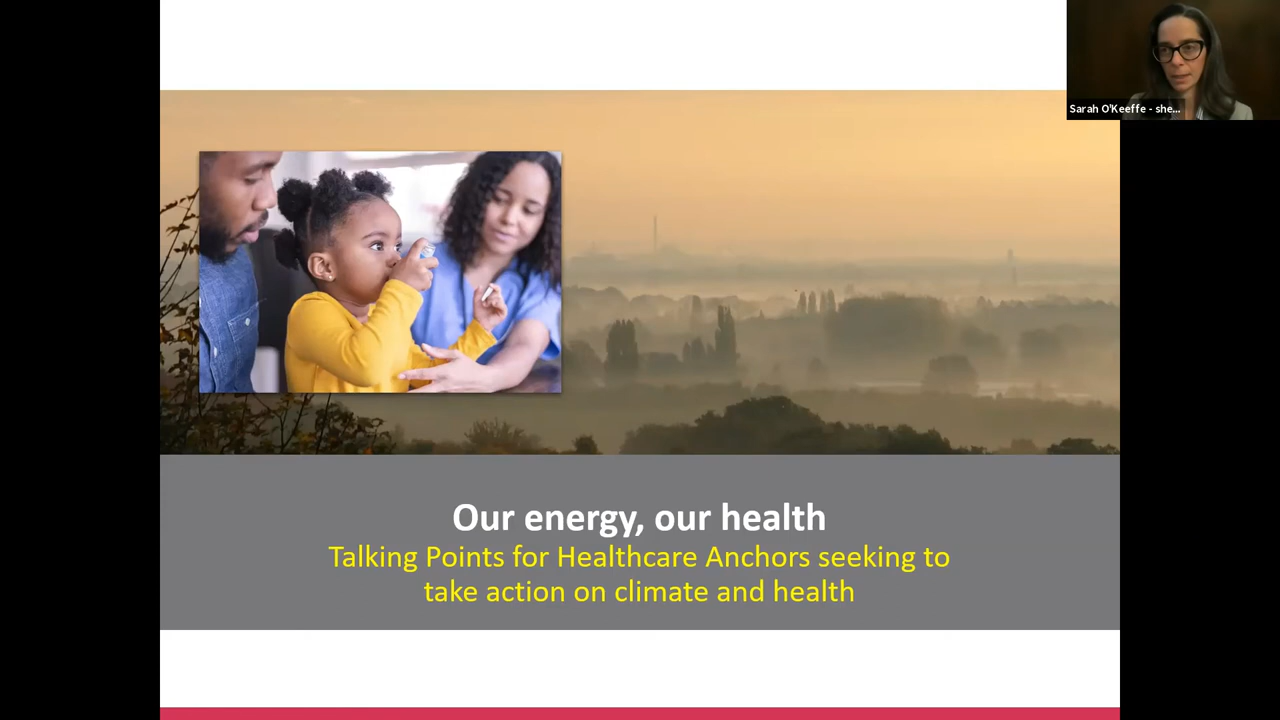 Sarah O'Keeffe - she...
Our energy, our health
Talking Points for Healthcare Anchors seeking to
take action on climate and health